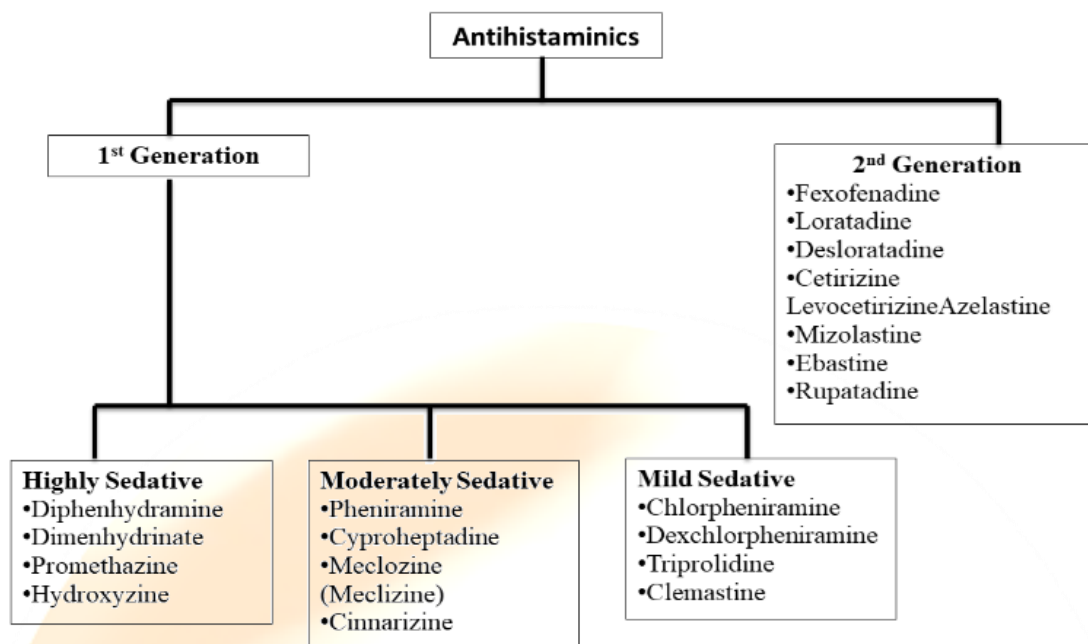 Antihistaminics
1st Generation
2nd Generation
•Fexofenadine
•Loratadine
•Desloratadine
•Cetirizine
LevocetirizineAzelastine
•Mizolastine
•Ebastine
•Rupatadine
Highly Sedative
•Diphenhydramine
•Dimenhydrinate
•Promethazine
•Hydroxyzine
Moderately Sedative
•Pheniramine
•Cyproheptadine
•Meclozine
(Meclizine)
•Cinnarizine
Mild Sedative
•Chlorpheniramine
•Dexchlorpheniramine
•Triprolidine
•Clemastine